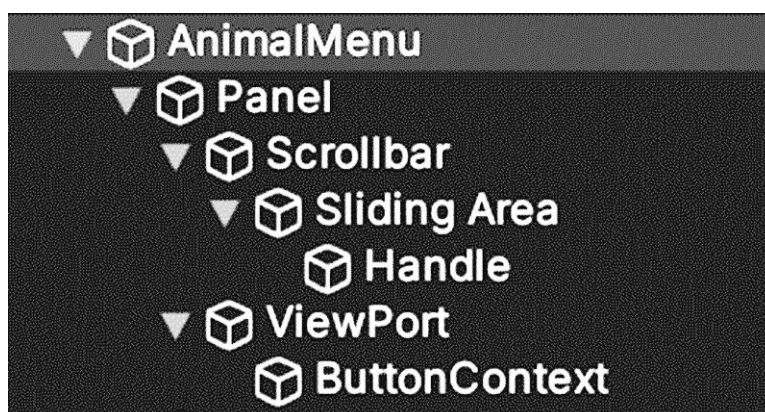 AnimalMenu
Panel
Scrollbar
Sliding Area
Handle
ViewPort
ButtonContext